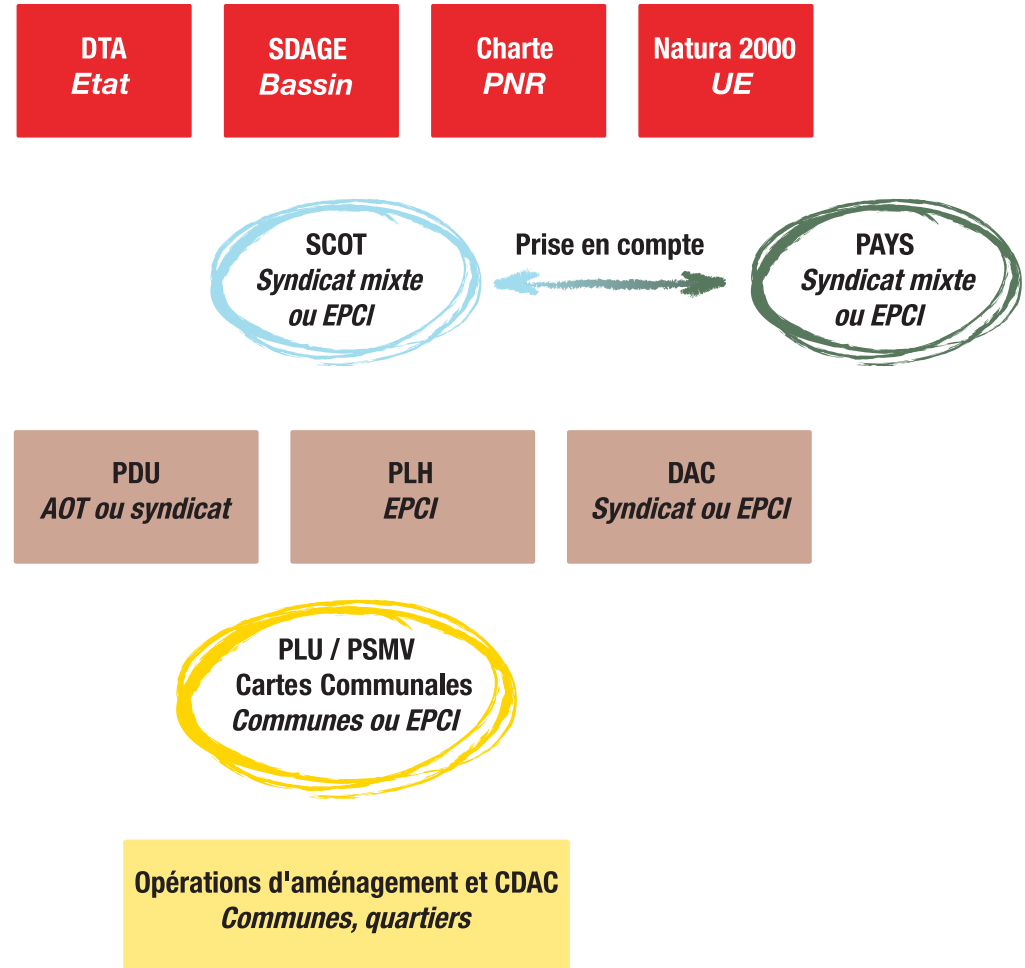 DTA
Etat
SDAGE
Bassin
Charte
PNR
Natura 2000
UE
SCOT
Syndicat mixte
ou EPCI
Prise en compte
PAYS
Syndicat mixte
ou EPCI
PDU
AOT ou syndicat
PLH
EPCI
DAC
Syndicat ou EPCI
PLU / PSMV
Cartes Communales
Communes ou EPCI
Opérations d'aménagement et CDAC
Communes, quartiers